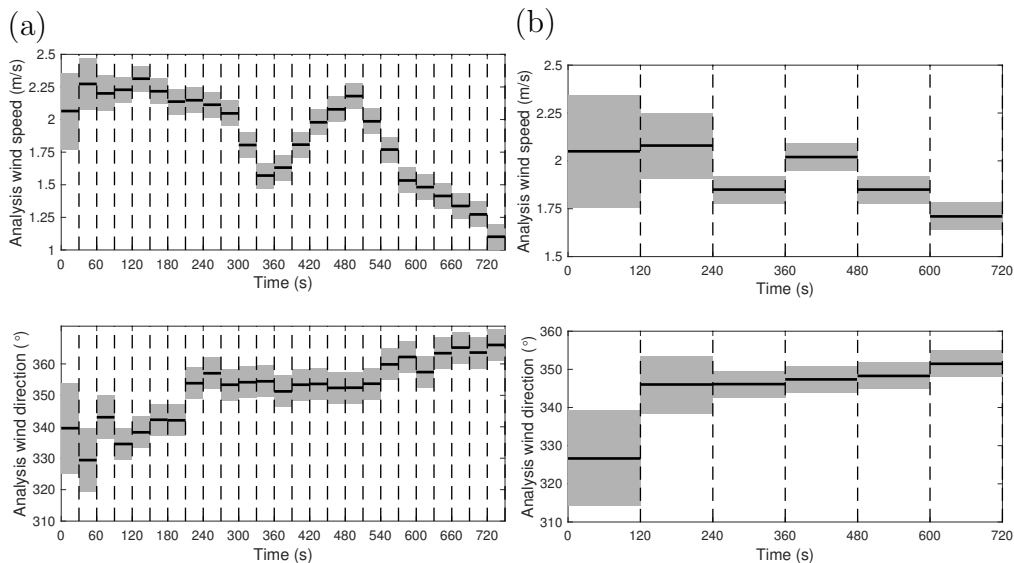 (a)
Analysis wind speed (m/s)
2.5
2.25
2
1.75
1.5
1.25
1
0 60 120 180 240 300 360 420 480 540 600 660 720
Time (s)
Analysis wind direction (°)
360
350
340
330
320
310
0 60 120 180 240 300 360 420 480 540 600 660 720
Time (s)
(b)
Analysis wind speed (m/s)
2.5
2.25
2
1.75
1.5
0 120 240 360 480 600 720
Time (s)
Analysis wind direction (°)
360
350
340
330
320
310
0 120 240 360 480 600 720
Time (s)